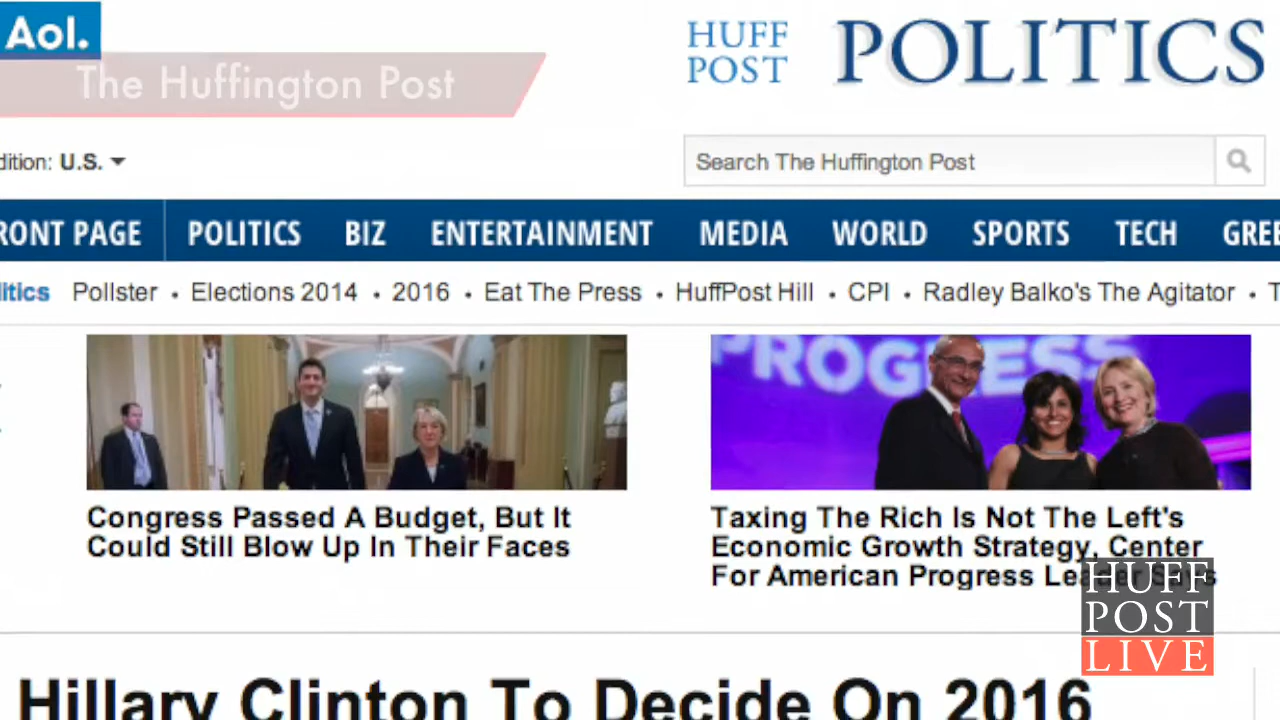 Aol.
The Huffington Post
HUFF
POST
POLITICS
dition: U.S.
Search The Huffington Post
RONT PAGE POLITICS BIZ ENTERTAINMENT MEDIA WORLD SPORTS TECH GREE
litics Pollster • Elections 2014 • 2016 • Eat The Press • HuffPost Hill • CPI • Radley Balko's The Agitator • T
PROGRESS
Congress Passed A Budget, But It
Could Still Blow Up In Their Faces
Taxing The Rich Is Not The Left's
Economic Growth Strategy, Center
For American Progress Leader Says
HUFF
POST
LIVE
Hillary Clinton To Decide On 2016